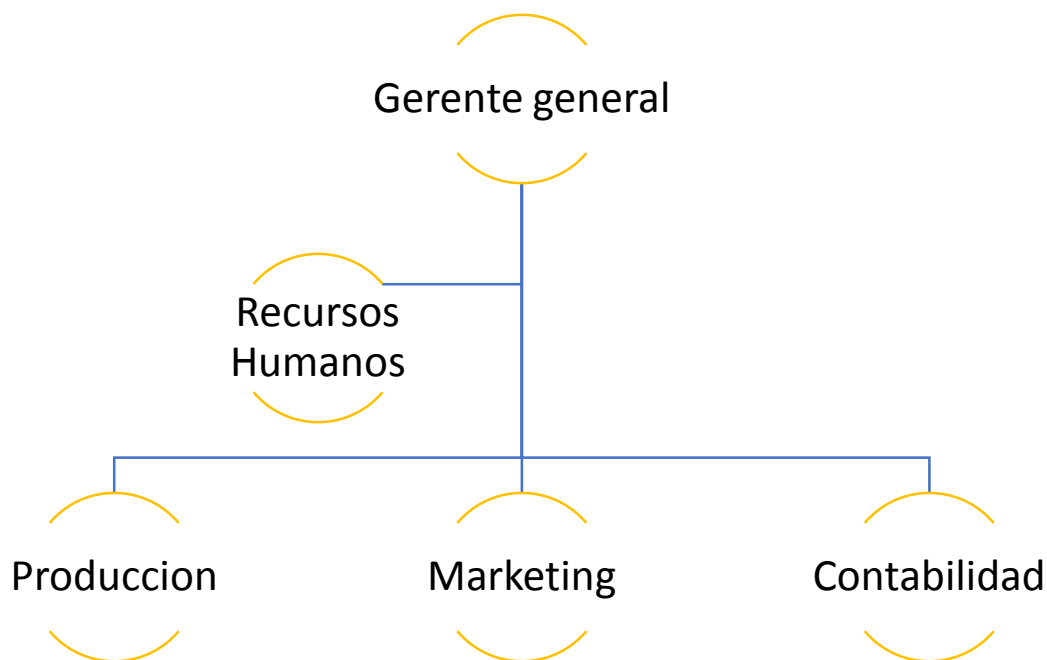 Gerente general
Recursos
Humanos
Produccion
Marketing
Contabilidad